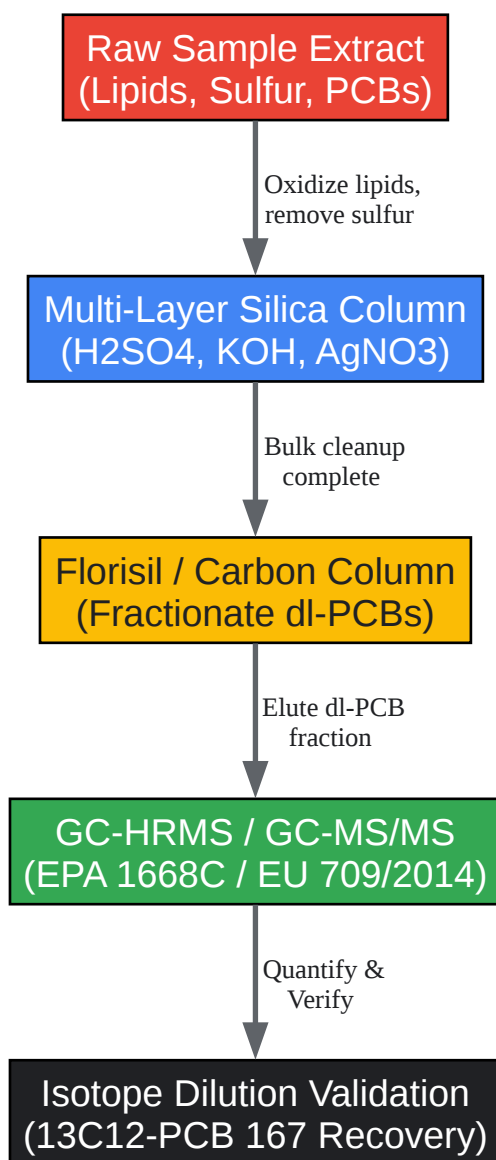 Raw Sample Extract
(Lipids, Sulfur, PCBs)
Oxidize lipids,
remove sulfur
Multi-Layer Silica Column
(H2SO4, KOH, AgNO3)
Bulk cleanup
complete
Florisil / Carbon Column
(Fractionate dl-PCBs)
Elute dl-PCB
fraction
GC-HRMS / GC-MS/MS
(EPA 1668C / EU 709/2014)
Quantify &
Verify
Isotope Dilution Validation
(13C12-PCB 167 Recovery)